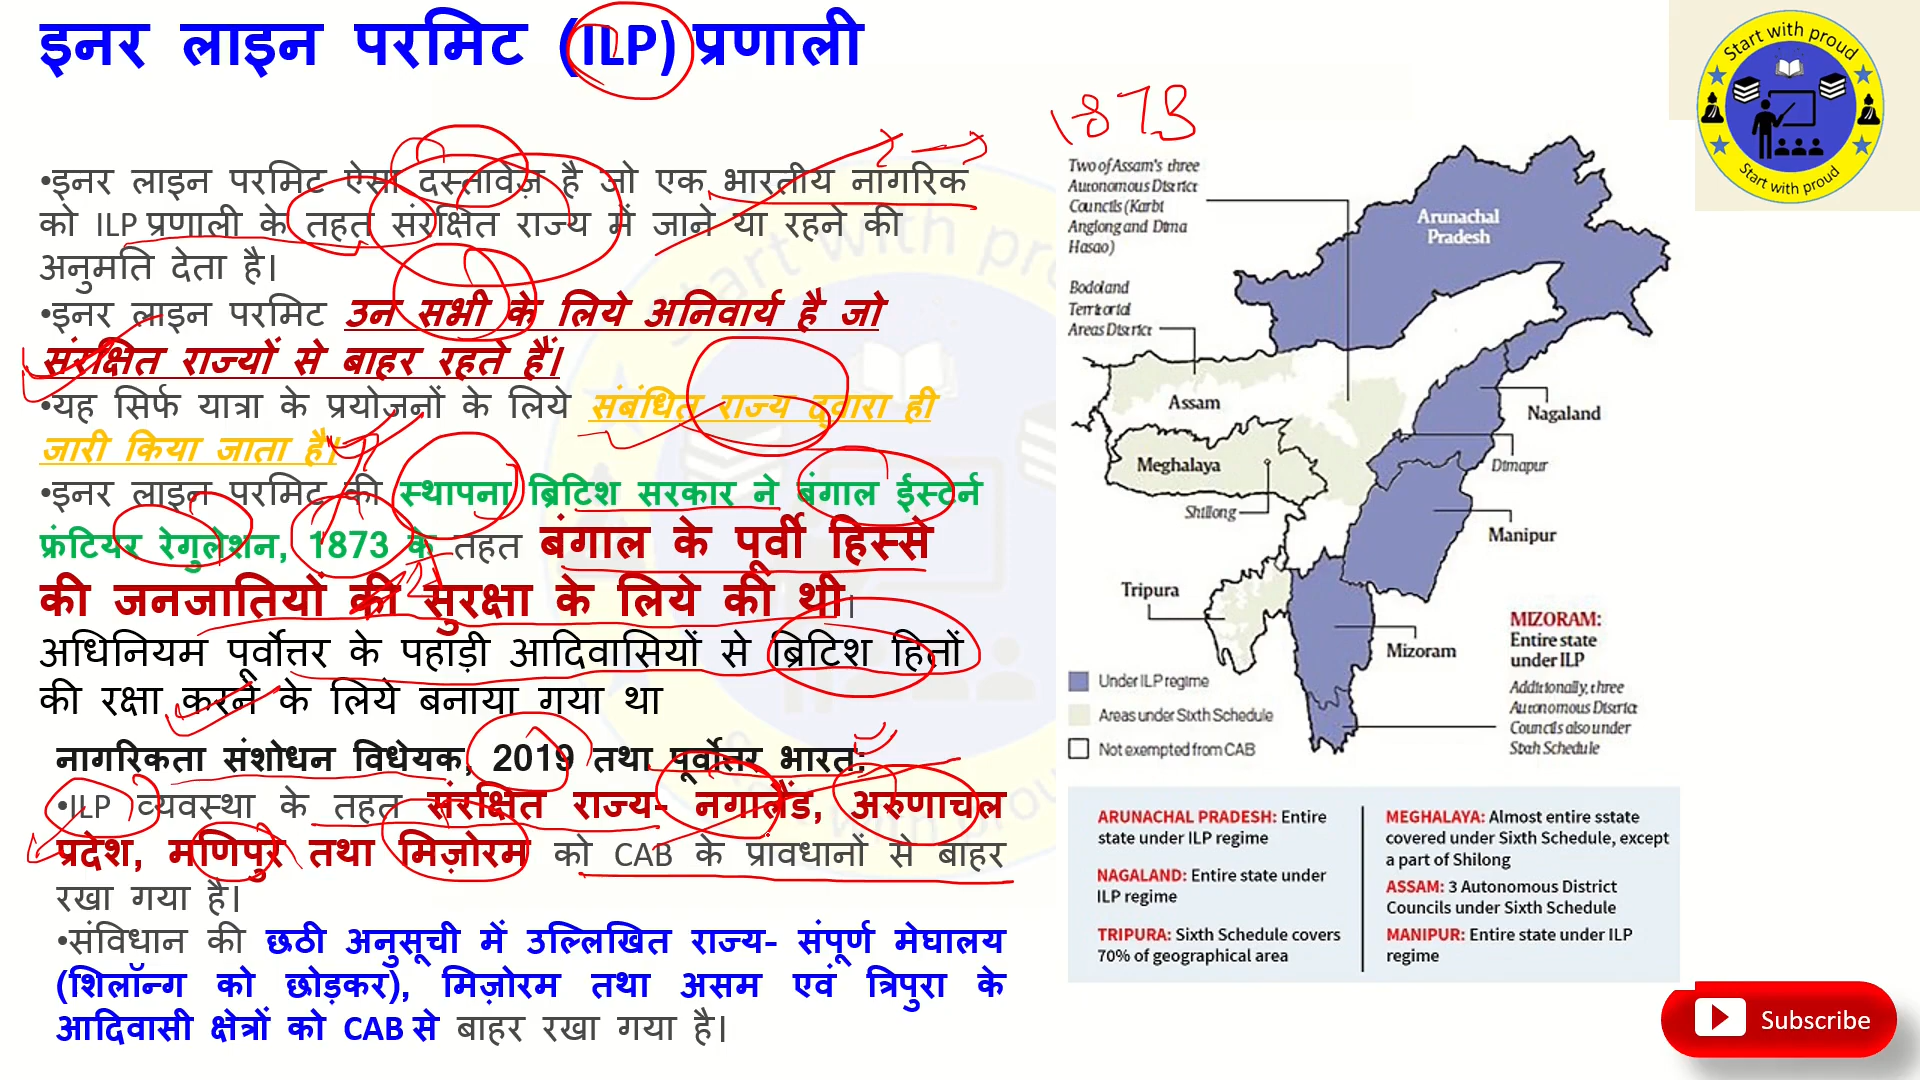 इनर लाइन परमिट (ILP) प्रणाली
•इनर लाइन परमिट ऐसा दस्तावेज़ है जो एक भारतीय नागरिक
को ILP प्रणाली के तहत संरक्षित राज्य में जाने या रहने की
अनुमति देता है।
•इनर लाइन परमिट उन सभी के लिये अनिवार्य है जो
संरक्षित राज्यों से बाहर रहते हैं।
•यह सिर्फ यात्रा के प्रयोजनों के लिये संबंधित राज्य द्वारा ही
जारी किया जाता है।
•इनर लाइन परमिट की स्थापना ब्रिटिश सरकार ने बंगाल ईस्टर्न
फ्रंटियर रेगुलेशन, 1873 के तहत बंगाल के पूर्वी हिस्से
की जनजातियों की सुरक्षा के लिये की थी।
अधिनियम पूर्वोत्तर के पहाड़ी आदिवासियों से ब्रिटिश हितों
की रक्षा करने के लिये बनाया गया था
नागरिकता संशोधन विधेयक, 2019 तथा पूर्वोत्तर भारत:
•ILP व्यवस्था के तहत संरक्षित राज्य- नगालैंड, अरुणाचल
प्रदेश, मणिपुर तथा मिज़ोरम को CAB के प्रावधानों से बाहर
रखा गया है।
•संविधान की छठी अनुसूची में उल्लिखित राज्य- संपूर्ण मेघालय
(शिलॉन्ग को छोड़कर), मिज़ोरम तथा असम एवं त्रिपुरा के
आदिवासी क्षेत्रों को CAB से बाहर रखा गया है।
1873
Two of Assam's three
Autonomous District
Councils (Karbi
Anglong and Dima
Hasao)
Bodoland
Territorial
Areas District
Arunachal
Pradesh
Assam
Nagaland
Meghalaya
Dimapur
Shillong
Manipur
Tripura
Mizoram
MIZORAM:
Entire state
under ILP
Additionally, three
Autonomous District
Councils also under
Sixth Schedule
Under ILP regime
Areas under Sixth Schedule
Not exempted from CAB
ARUNACHAL PRADESH: Entire
state under ILP regime
NAGALAND: Entire state under
ILP regime
TRIPURA: Sixth Schedule covers
70% of geographical area
MEGHALAYA: Almost entire sstate
covered under Sixth Schedule, except
a part of Shilong
ASSAM: 3 Autonomous District
Councils under Sixth Schedule
MANIPUR: Entire state under ILP
regime
Start with proud
Start with proud
Subscribe